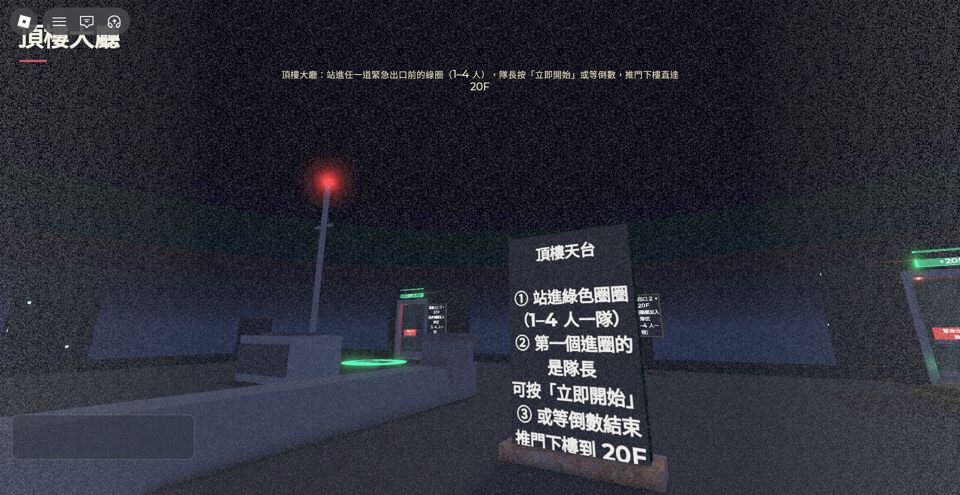 頂樓大廳
頂樓大廳：站進任一道緊急出口前的綠圈（1–4 人），隊長按「立即開始」或等倒數，推門下樓直達
20F
頂樓天台
① 站進綠色圈圈
（1–4 人一隊）
② 第一個進圈的
是隊長
可按「立即開始」
③ 或等倒數結束
推門下樓到 20F
出口 2
20F